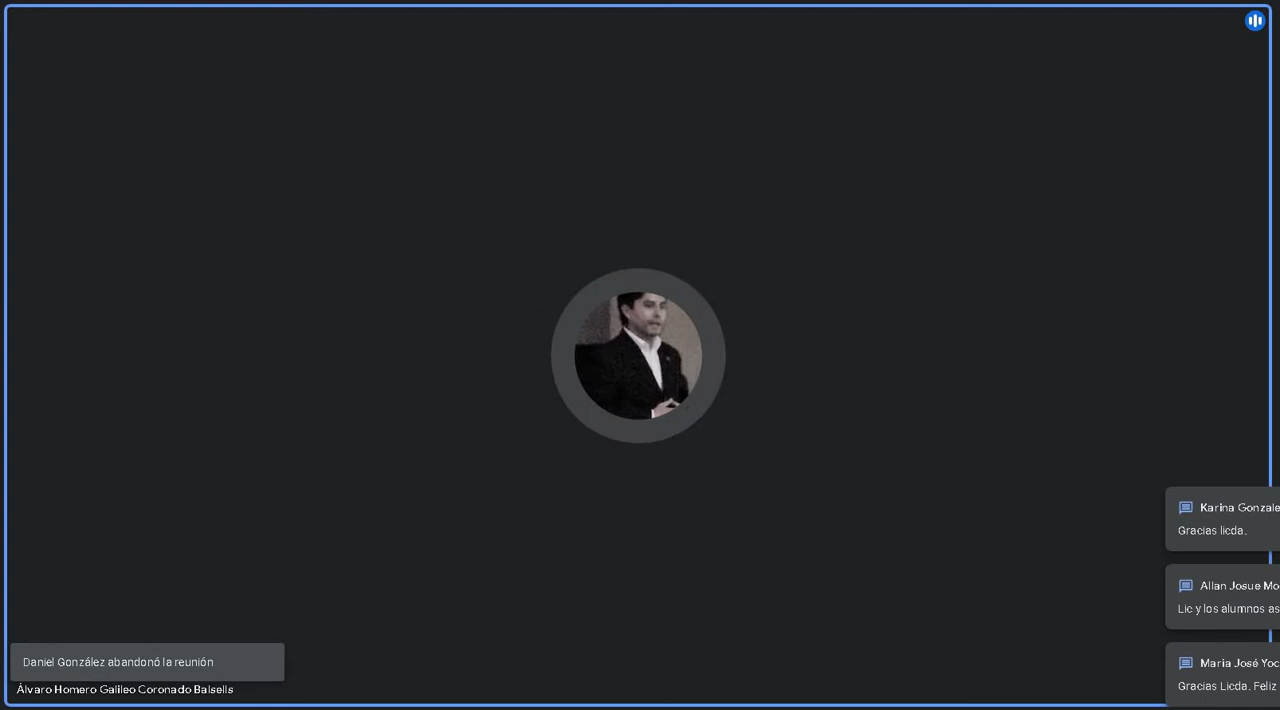 Karina Gonzale
Gracias licda.
Allan Josue Mo
Lic y los alumnos as
Maria José Yoc
Gracias Licda. Feliz
Daniel González abandonó la reunión
Álvaro Homero Galileo Coronado Balsells